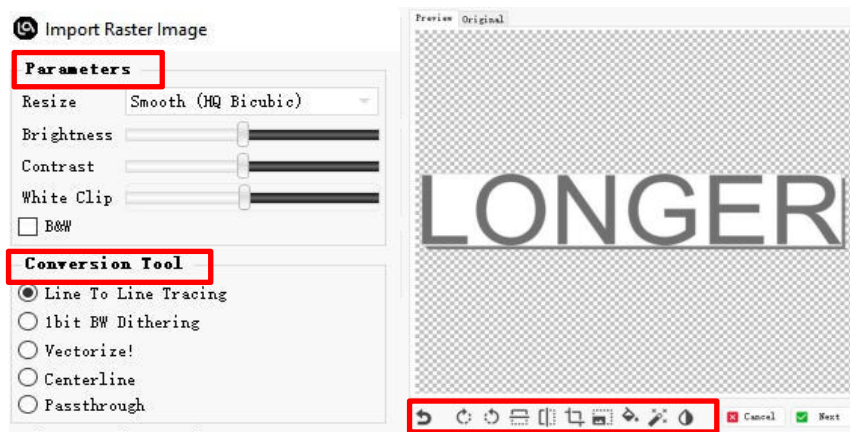 Import Raster Image
Parameters
Resize Smooth (HQ Bicubic)
Brightness
Contrast
White Clip
B&W
Conversion Tool
Line To Line Tracing
1bit BW Dithering
Vectorize!
Centerline
Passthrough
Preview Original
LONGER
Cancel Next